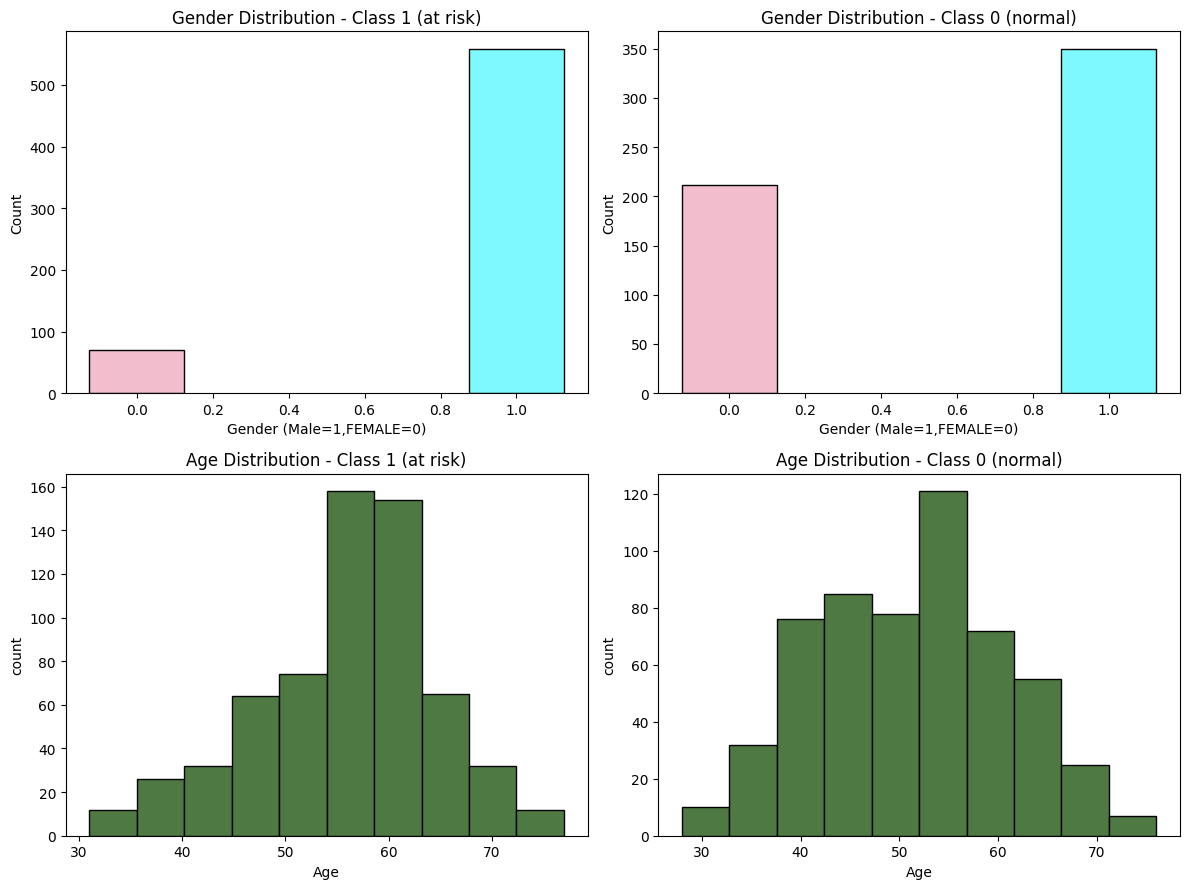 Gender Distribution - Class 1 (at risk)
Count
500
400
300
200
100
0
0.0 0.2 0.4 0.6 0.8 1.0
Gender (Male=1,FEMALE=0)
Gender Distribution - Class 0 (normal)
Count
350
300
250
200
150
100
50
0
0.0 0.2 0.4 0.6 0.8 1.0
Gender (Male=1,FEMALE=0)
Age Distribution - Class 1 (at risk)
count
160
140
120
100
80
60
40
20
0
30 40 50 60 70
Age
Age Distribution - Class 0 (normal)
count
120
100
80
60
40
20
0
30 40 50 60 70
Age